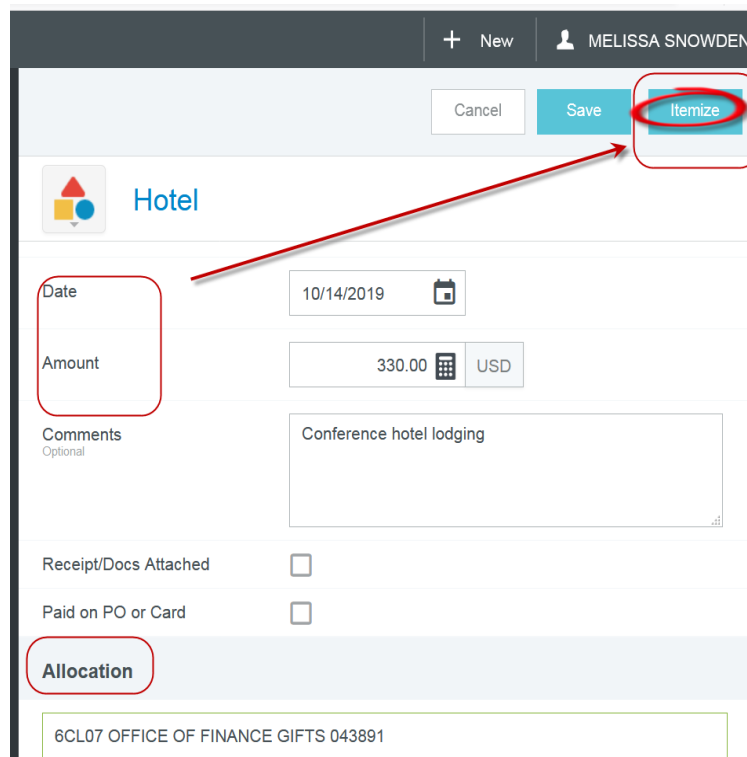 + New MELISSA SNOWDEN
Cancel Save Itemize
Hotel
Date 10/14/2019
Amount 330.00 USD
Comments Conference hotel lodging
Optional
Receipt/Docs Attached
Paid on PO or Card
Allocation
6CL07 OFFICE OF FINANCE GIFTS 043891